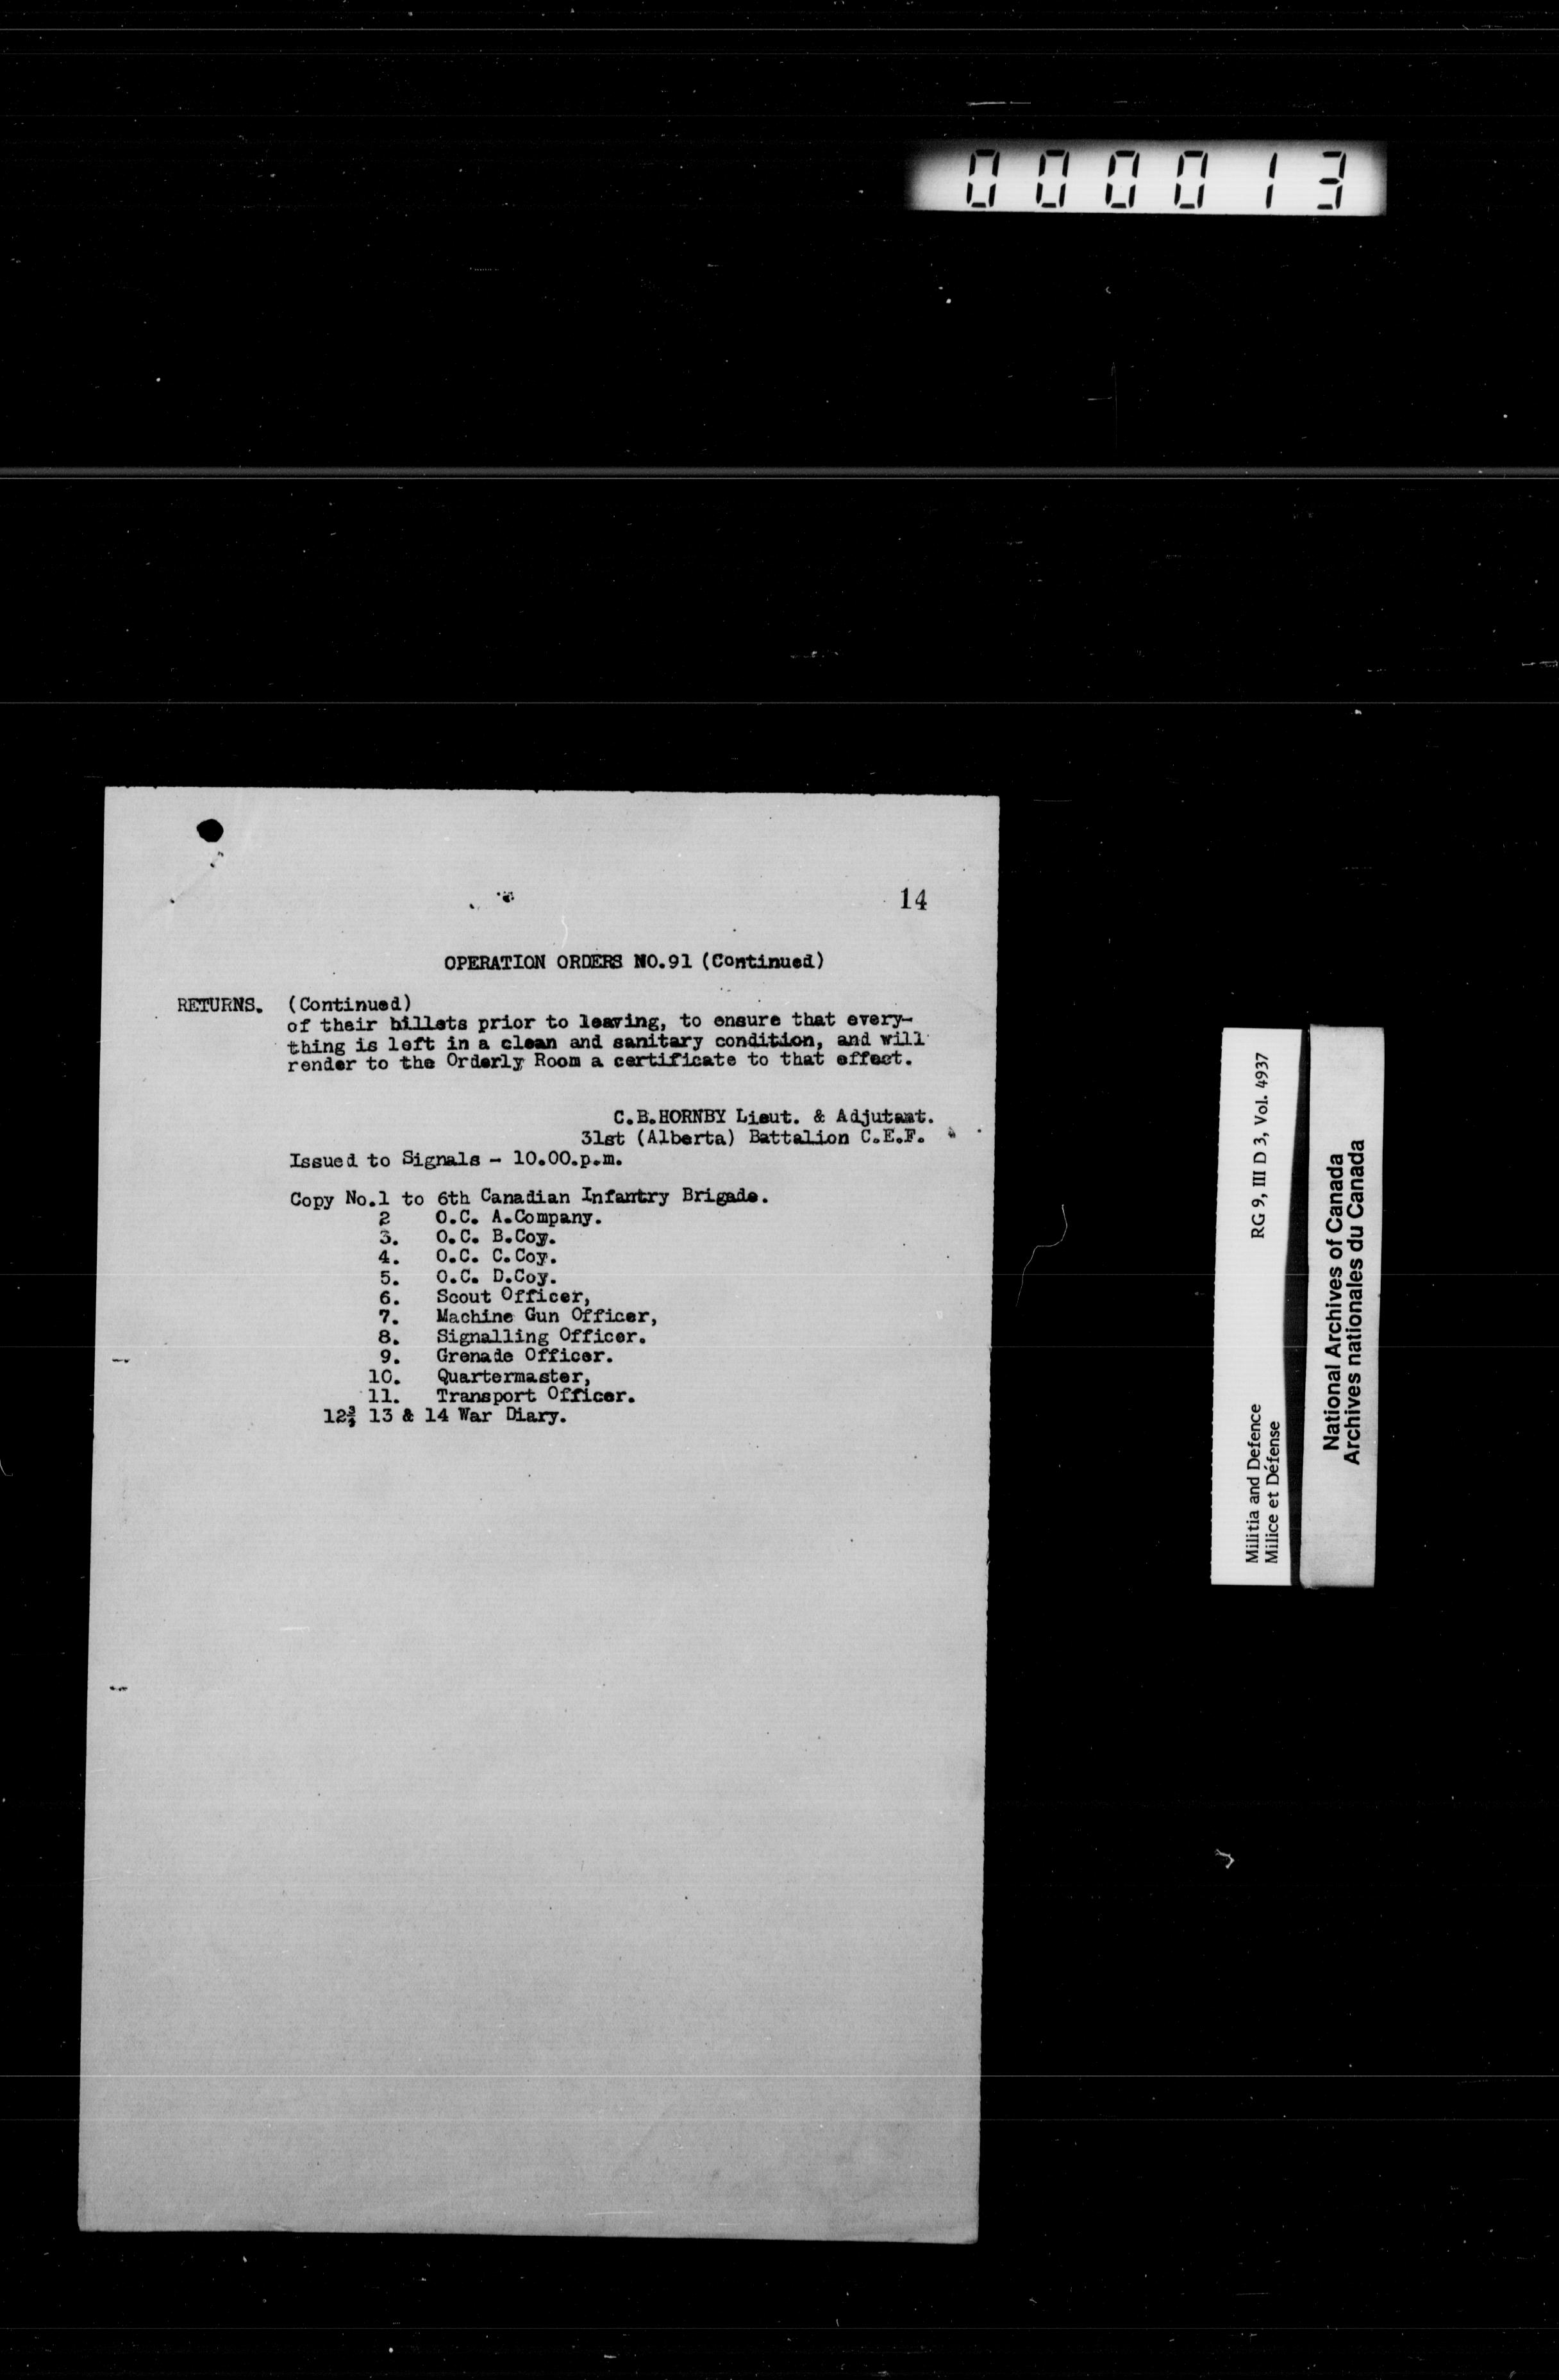 000013
14
OPERATION ORDERS NO.91 (Continued)
RETURNS. (Continued)
of their billets prior to leaving, to ensure that every-
thing is left in a clean and sanitary condition, and will
render to the Orderly Room a certificate to that effect.
C.B.HORNBY Lieut. & Adjutant.
31st (Alberta) Battalion C.E.F.
Issued to Signals - 10.00.p.m.
Copy No.1 to 6th Canadian Infantry Brigade.
2 O.C. A.Company.
3. O.C. B.Coy.
4. O.C. C.Coy.
5. O.C. D.Coy.
6. Scout Officer,
7. Machine Gun Officer,
8. Signalling Officer.
9. Grenade Officer.
10. Quartermaster,
11. Transport Officer.
12, 13 & 14 War Diary.
Militia and Defence RG 9, III D 3, Vol. 4937
Milice et Défense
National Archives of Canada
Archives nationales du Canada